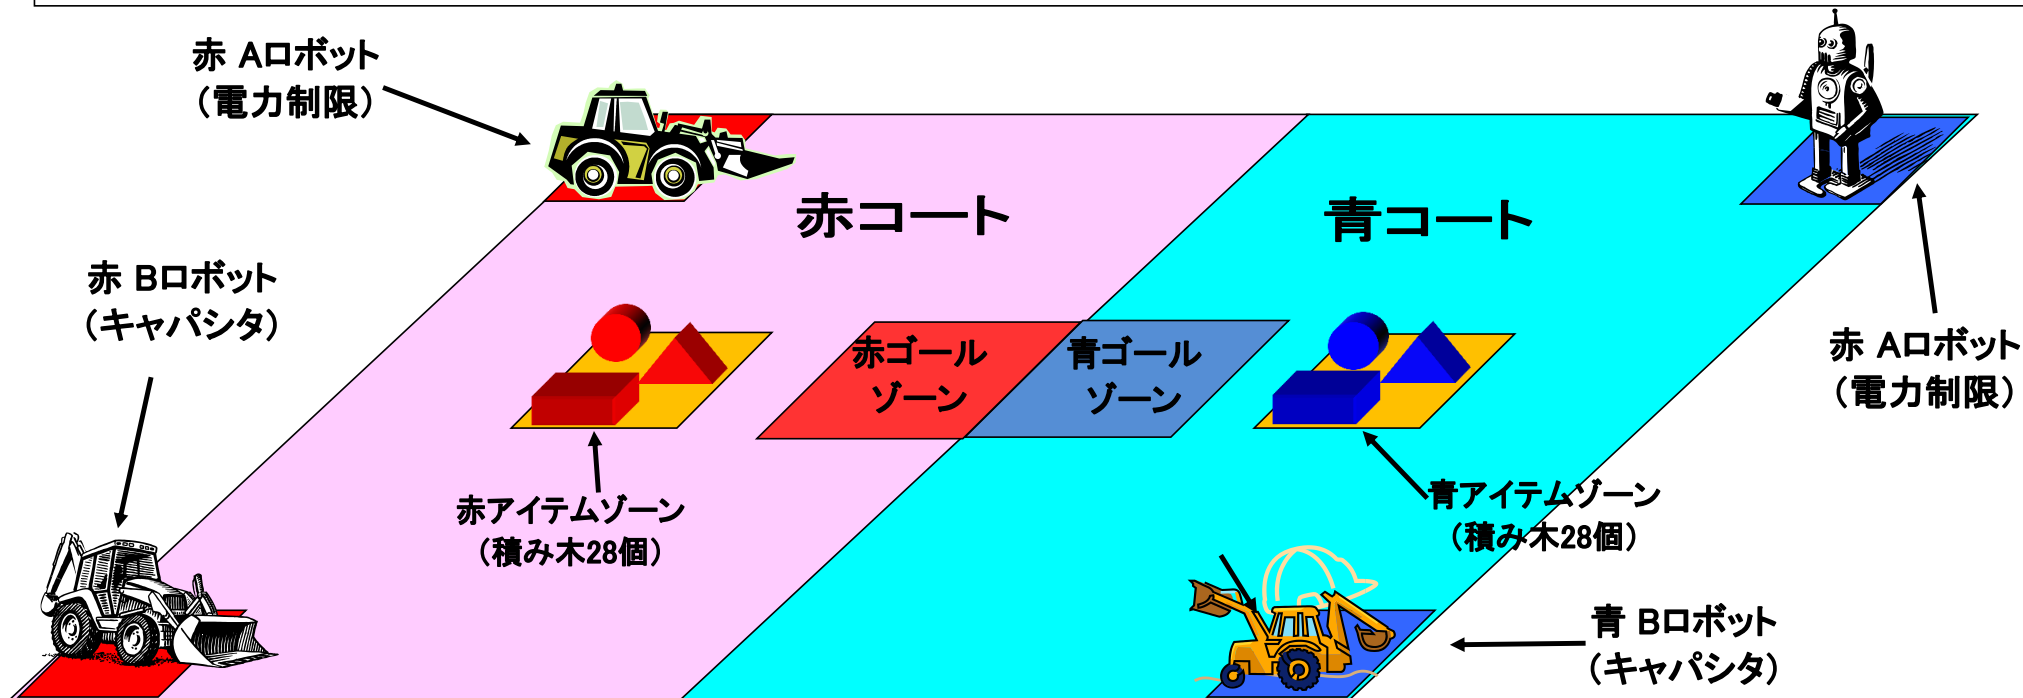 赤 Aロボット
（電力制限）
赤コート
青コート
赤 Bロボット
（キャパシタ）
赤ゴール
ゾーン
青ゴール
ゾーン
赤 Aロボット
（電力制限）
赤アイテムゾーン
（積み木28個）
青アイテムゾーン
（積み木28個）
青 Bロボット
（キャパシタ）